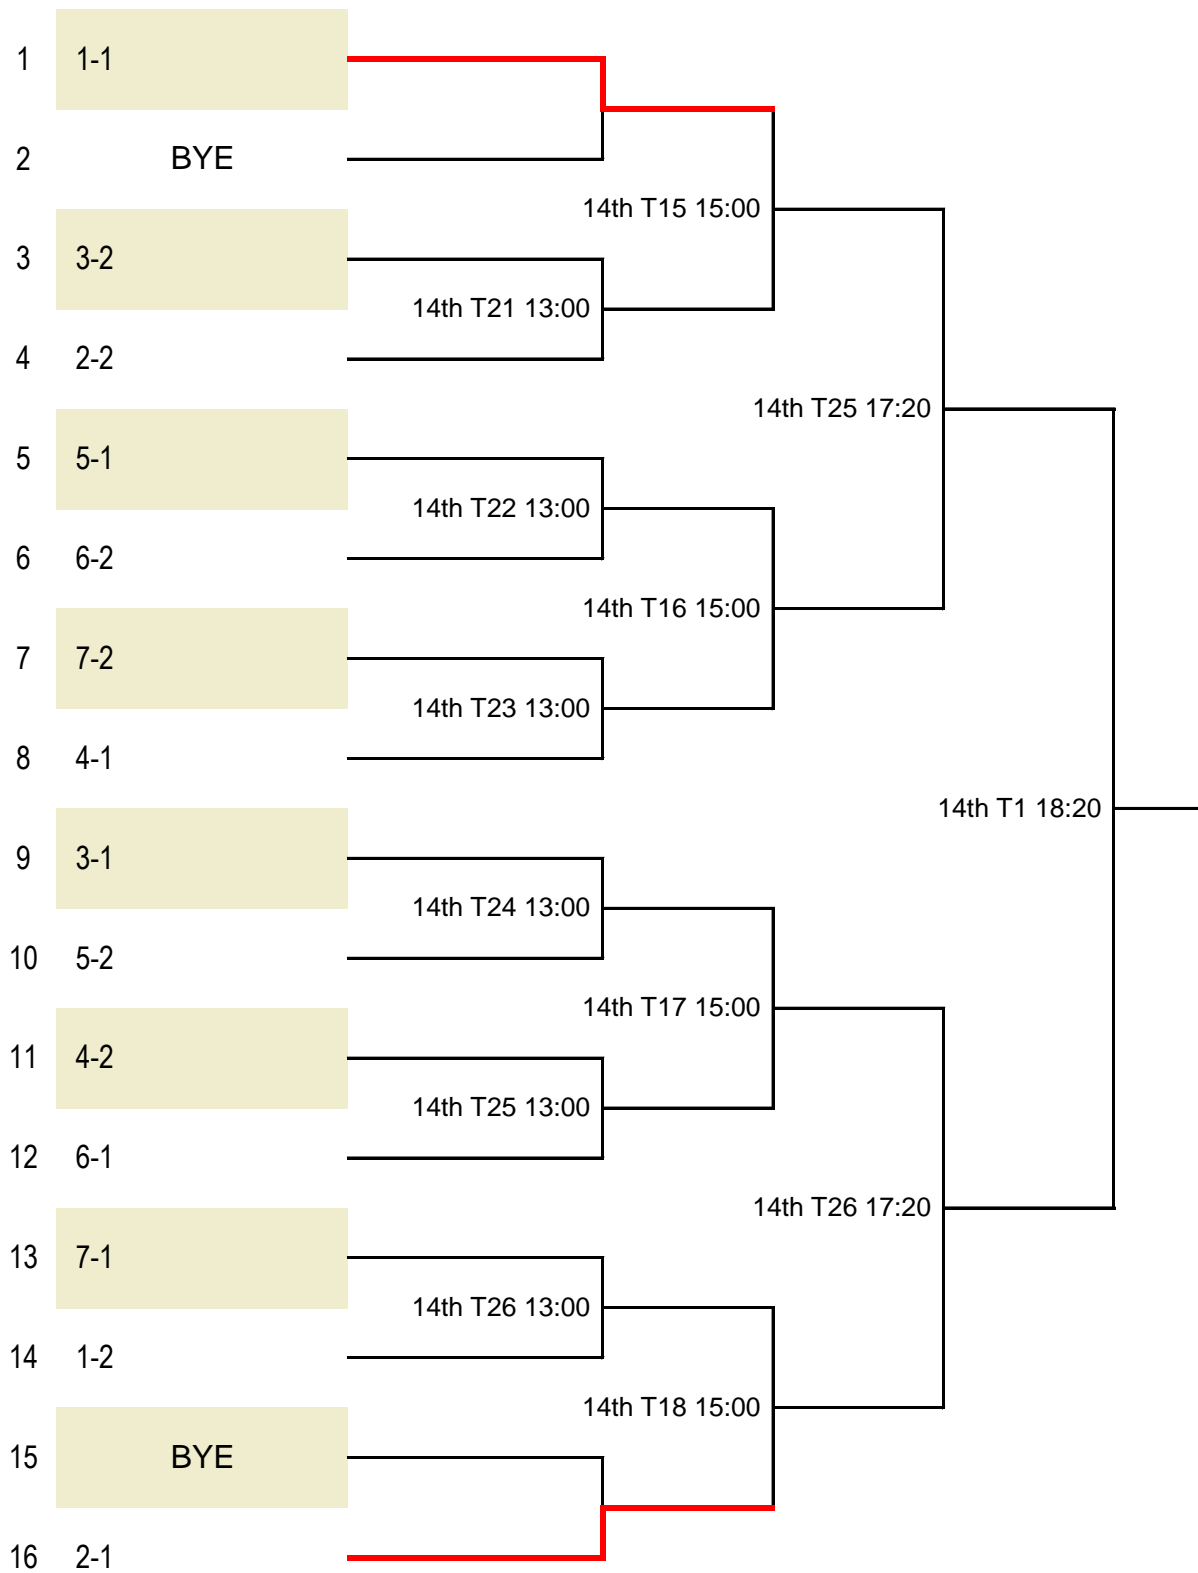 1 1-1
2 BYE
14th T15 15:00
3 3-2
14th T21 13:00
4 2-2
14th T25 17:20
5 5-1
14th T22 13:00
6 6-2
14th T16 15:00
7 7-2
14th T23 13:00
8 4-1
14th T1 18:20
9 3-1
14th T24 13:00
10 5-2
14th T17 15:00
11 4-2
14th T25 13:00
12 6-1
14th T26 17:20
13 7-1
14th T26 13:00
14 1-2
14th T18 15:00
15 BYE
16 2-1